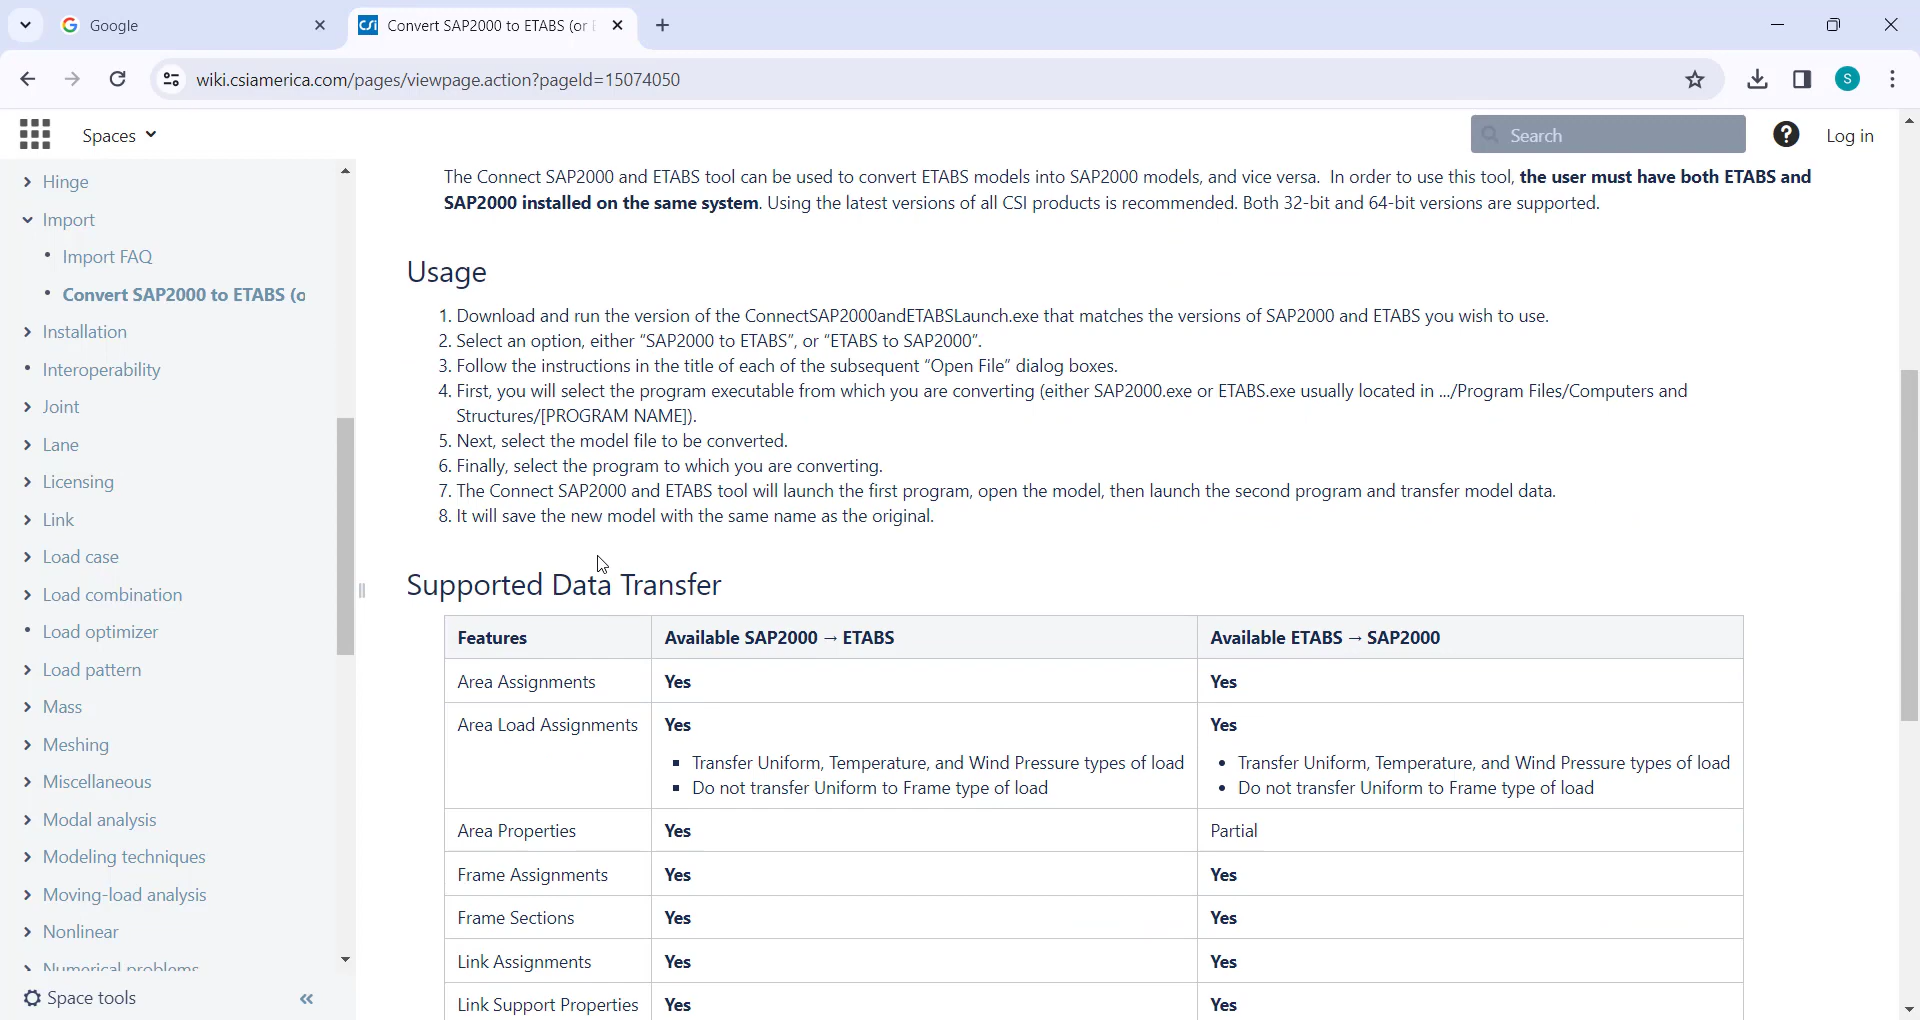 Google
CSi Convert SAP2000 to ETABS (or E
wiki.csiamerica.com/pages/viewpage.action?pageId=15074050
S
Spaces
Search
?
Log in
Hinge
Import
Import FAQ
Convert SAP2000 to ETABS (o
Installation
Interoperability
Joint
Lane
Licensing
Link
Load case
Load combination
Load optimizer
Load pattern
Mass
Meshing
Miscellaneous
Modal analysis
Modeling techniques
Moving-load analysis
Nonlinear
Numerical problems
Space tools
The Connect SAP2000 and ETABS tool can be used to convert ETABS models into SAP2000 models, and vice versa. In order to use this tool, the user must have both ETABS and
SAP2000 installed on the same system. Using the latest versions of all CSI products is recommended. Both 32-bit and 64-bit versions are supported.
Usage
1. Download and run the version of the ConnectSAP2000andETABSLaunch.exe that matches the versions of SAP2000 and ETABS you wish to use.
2. Select an option, either “SAP2000 to ETABS”, or “ETABS to SAP2000”.
3. Follow the instructions in the title of each of the subsequent “Open File” dialog boxes.
4. First, you will select the program executable from which you are converting (either SAP2000.exe or ETABS.exe usually located in .../Program Files/Computers and
Structures/[PROGRAM NAME]).
5. Next, select the model file to be converted.
6. Finally, select the program to which you are converting.
7. The Connect SAP2000 and ETABS tool will launch the first program, open the model, then launch the second program and transfer model data.
8. It will save the new model with the same name as the original.
Supported Data Transfer
Features Available SAP2000 → ETABS Available ETABS → SAP2000
Area Assignments Yes Yes
Area Load Assignments Yes Yes
▪ Transfer Uniform, Temperature, and Wind Pressure types of load • Transfer Uniform, Temperature, and Wind Pressure types of load
▪ Do not transfer Uniform to Frame type of load • Do not transfer Uniform to Frame type of load
Area Properties Yes Partial
Frame Assignments Yes Yes
Frame Sections Yes Yes
Link Assignments Yes Yes
Link Support Properties Yes Yes